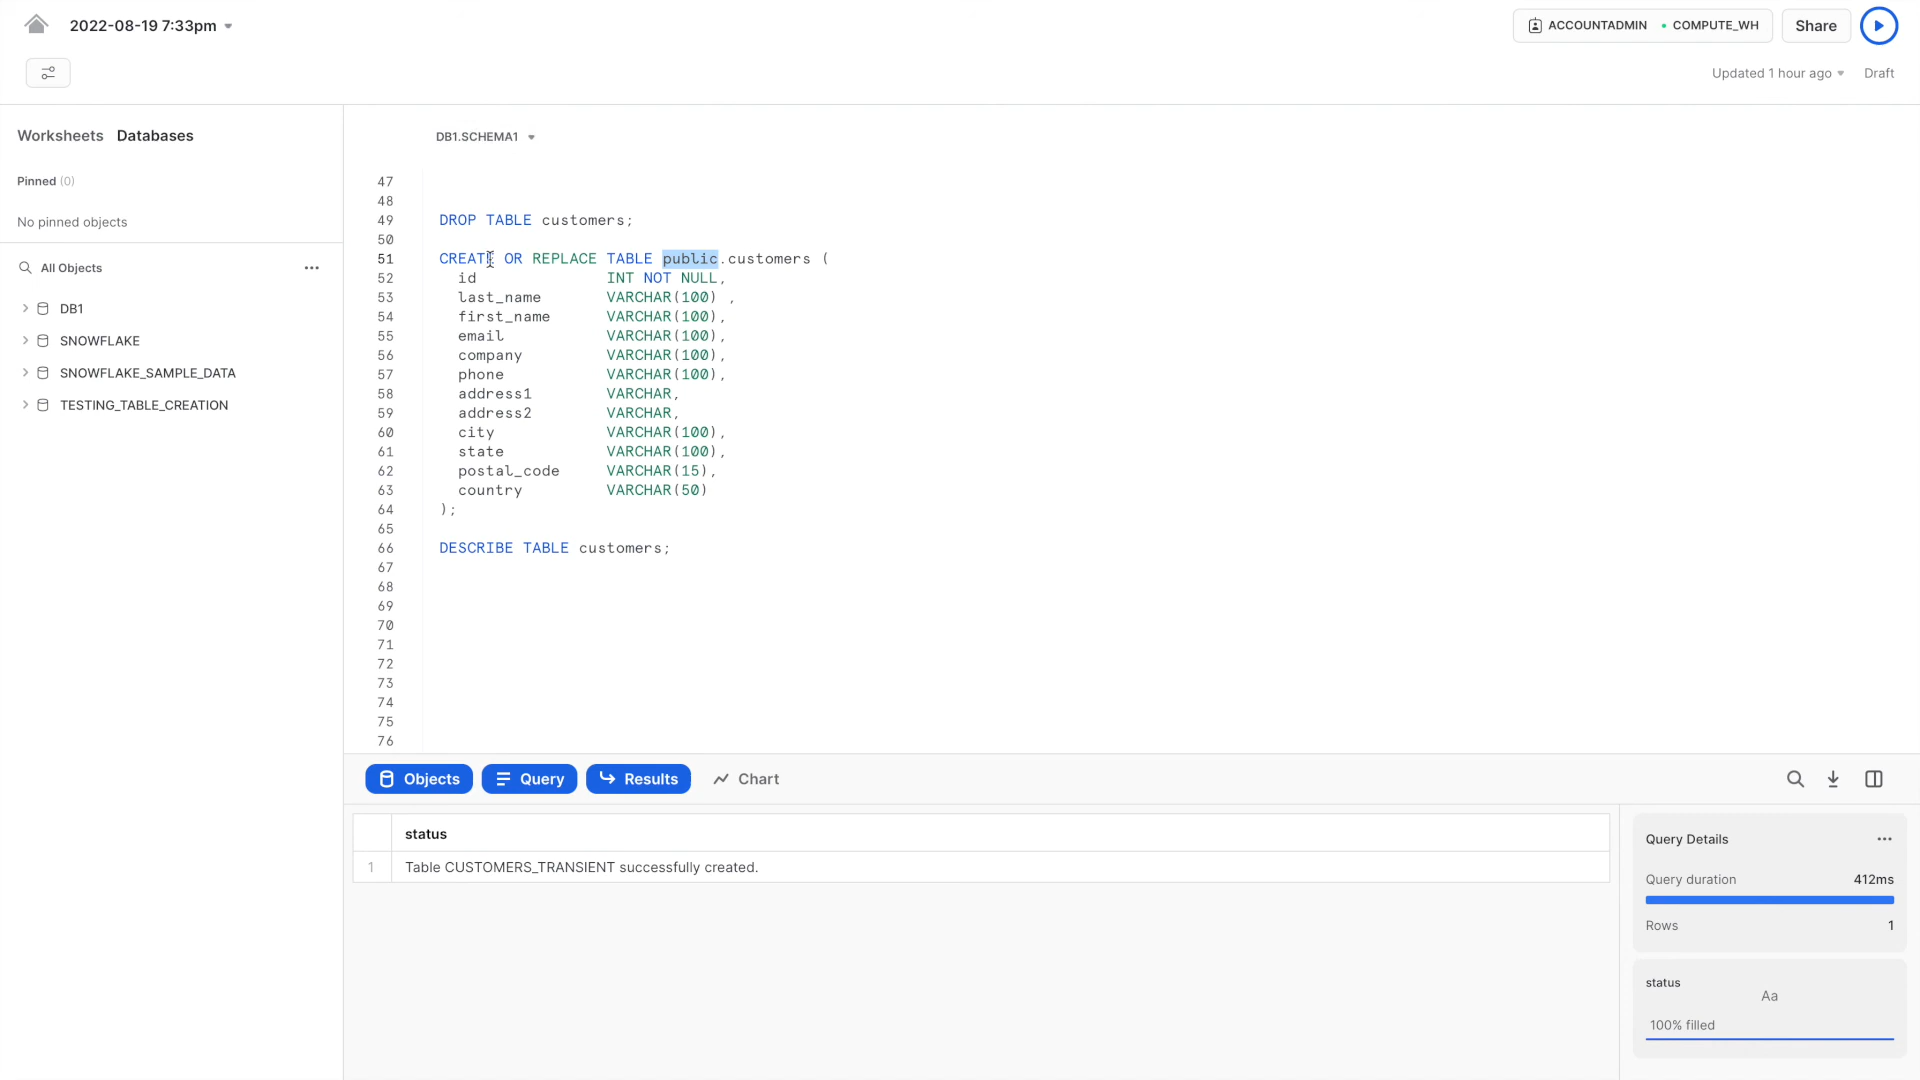 2022-08-19 7:33pm
ACCOUNTADMIN COMPUTE_WH
Share
Updated 1 hour ago
Draft
Worksheets Databases
Pinned (0)
No pinned objects
All Objects
DB1
SNOWFLAKE
SNOWFLAKE_SAMPLE_DATA
TESTING_TABLE_CREATION
DB1.SCHEMA1
47
48
49 DROP TABLE customers;
50
51 CREATE OR REPLACE TABLE public.customers (
52 id INT NOT NULL,
53 last_name VARCHAR(100) ,
54 first_name VARCHAR(100),
55 email VARCHAR(100),
56 company VARCHAR(100),
57 phone VARCHAR(100),
58 address1 VARCHAR,
59 address2 VARCHAR,
60 city VARCHAR(100),
61 state VARCHAR(100),
62 postal_code VARCHAR(15),
63 country VARCHAR(50)
64 );
65
66 DESCRIBE TABLE customers;
67
68
69
70
71
72
73
74
75
76
Objects Query Results Chart
status
1 Table CUSTOMERS_TRANSIENT successfully created.
Query Details
Query duration 412ms
Rows 1
status
Aa
100% filled